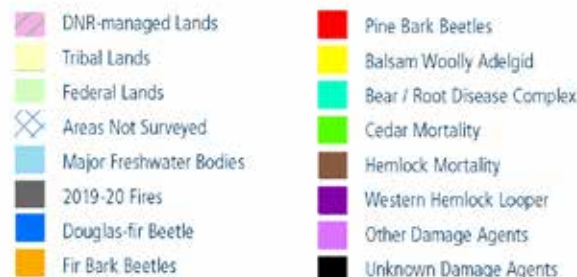 DNR-managed Lands
Tribal Lands
Federal Lands
Areas Not Surveyed
Major Freshwater Bodies
2019-20 Fires
Douglas-fir Beetle
Fir Bark Beetles
Pine Bark Beetles
Balsam Woolly Adelgid
Bear / Root Disease Complex
Cedar Mortality
Hemlock Mortality
Western Hemlock Looper
Other Damage Agents
Unknown Damage Agents